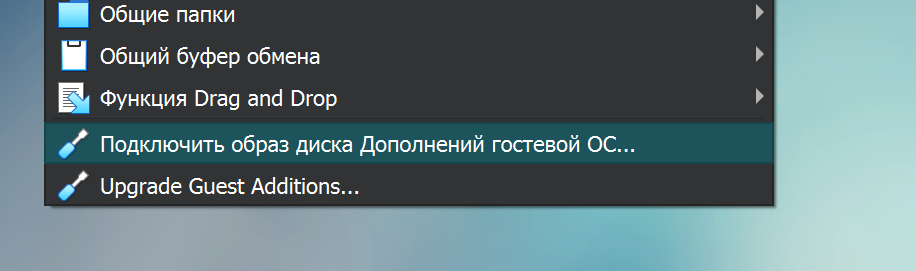 Общие папки
Общий буфер обмена
Функция Drag and Drop
Подключить образ диска Дополнений гостевой ОС...
Upgrade Guest Additions...